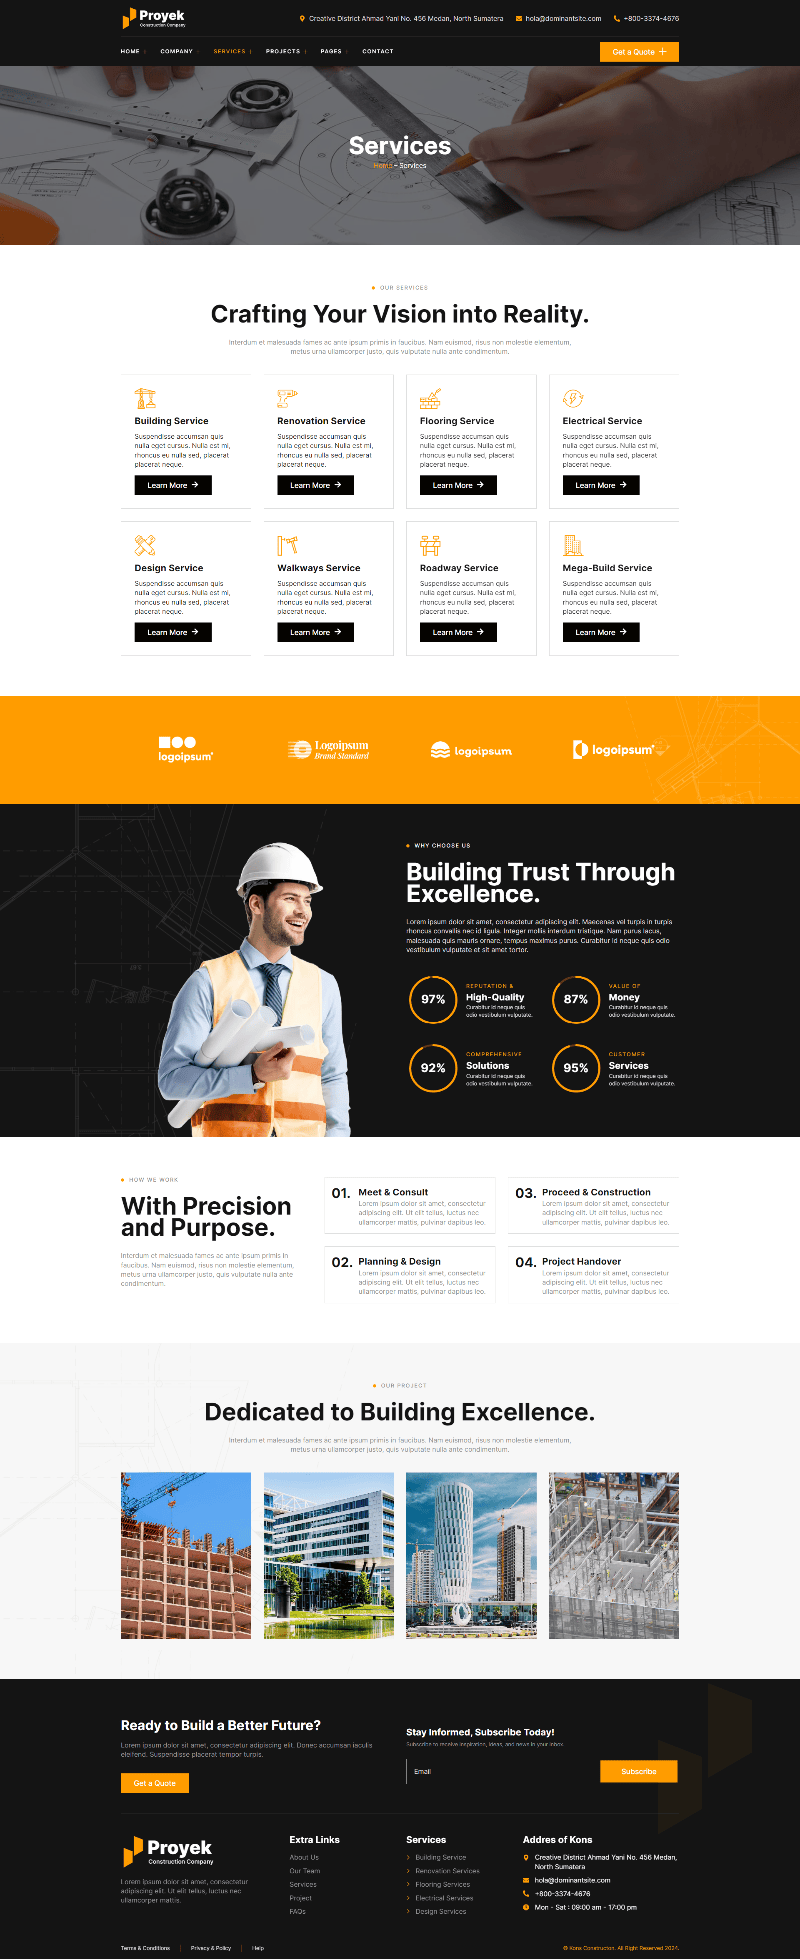 Proyek
Construction Company
Creative District Ahmad Yani No. 456 Medan, North Sumatera
hola@dominantsite.com
+800-3374-4676
HOME
COMPANY
SERVICES
PROJECTS
PAGES
CONTACT
Get a Quote
Services
Home - Services
OUR SERVICES
Crafting Your Vision into Reality.
Interdum et malesuada fames ac ante ipsum primis in faucibus. Nam euismod, risus non molestie elementum,
metus urna ullamcorper justo, quis vulputate nulla ante condimentum.
Building Service
Suspendisse accumsan quis
nulla eget cursus. Nulla est mi,
rhoncus eu nulla sed, placerat
placerat neque.
Learn More
Renovation Service
Suspendisse accumsan quis
nulla eget cursus. Nulla est mi,
rhoncus eu nulla sed, placerat
placerat neque.
Learn More
Flooring Service
Suspendisse accumsan quis
nulla eget cursus. Nulla est mi,
rhoncus eu nulla sed, placerat
placerat neque.
Learn More
Electrical Service
Suspendisse accumsan quis
nulla eget cursus. Nulla est mi,
rhoncus eu nulla sed, placerat
placerat neque.
Learn More
Design Service
Suspendisse accumsan quis
nulla eget cursus. Nulla est mi,
rhoncus eu nulla sed, placerat
placerat neque.
Learn More
Walkways Service
Suspendisse accumsan quis
nulla eget cursus. Nulla est mi,
rhoncus eu nulla sed, placerat
placerat neque.
Learn More
Roadway Service
Suspendisse accumsan quis
nulla eget cursus. Nulla est mi,
rhoncus eu nulla sed, placerat
placerat neque.
Learn More
Mega-Build Service
Suspendisse accumsan quis
nulla eget cursus. Nulla est mi,
rhoncus eu nulla sed, placerat
placerat neque.
Learn More
logoipsum
Logoipsum
Brand Standard
logoipsum
logoipsum
WHY CHOOSE US
Building Trust Through
Excellence.
Lorem ipsum dolor sit amet, consectetur adipiscing elit. Maecenas vel turpis in turpis
rhoncus convallis nec id ligula. Integer mollis interdum tristique. Nam purus lacus,
malesuada quis mauris ornare, tempus maximus purus. Curabitur id neque quis odio
vestibulum vulputate et sit amet tortor.
97%
REPUTATION &
High-Quality
Curabitur id neque quis
odio vestibulum vulputate.
87%
VALUE OF
Money
Curabitur id neque quis
odio vestibulum vulputate.
92%
COMPREHENSIVE
Solutions
Curabitur id neque quis
odio vestibulum vulputate.
95%
CUSTOMER
Services
Curabitur id neque quis
odio vestibulum vulputate.
HOW WE WORK
With Precision
and Purpose.
Interdum et malesuada fames ac ante ipsum primis in
faucibus. Nam euismod, risus non molestie elementum,
metus urna ullamcorper justo, quis vulputate nulla ante
condimentum.
01.
Meet & Consult
Lorem ipsum dolor sit amet, consectetur
adipiscing elit. Ut elit tellus, luctus nec
ullamcorper mattis, pulvinar dapibus leo.
03.
Proceed & Construction
Lorem ipsum dolor sit amet, consectetur
adipiscing elit. Ut elit tellus, luctus nec
ullamcorper mattis, pulvinar dapibus leo.
02.
Planning & Design
Lorem ipsum dolor sit amet, consectetur
adipiscing elit. Ut elit tellus, luctus nec
ullamcorper mattis, pulvinar dapibus leo.
04.
Project Handover
Lorem ipsum dolor sit amet, consectetur
adipiscing elit. Ut elit tellus, luctus nec
ullamcorper mattis, pulvinar dapibus leo.
OUR PROJECT
Dedicated to Building Excellence.
Interdum et malesuada fames ac ante ipsum primis in faucibus. Nam euismod, risus non molestie elementum,
metus urna ullamcorper justo, quis vulputate nulla ante condimentum.
Ready to Build a Better Future?
Lorem ipsum dolor sit amet, consectetur adipiscing elit. Donec accumsan iaculis
eleifend. Suspendisse placerat tempor turpis.
Get a Quote
Stay Informed, Subscribe Today!
Subscribe to receive inspiration, ideas, and news in your inbox.
Email
Subscribe
Proyek
Construction Company
Lorem ipsum dolor sit amet, consectetur
adipiscing elit. Ut elit tellus, luctus nec
ullamcorper mattis.
Extra Links
About Us
Our Team
Services
Project
FAQs
Services
Building Service
Renovation Services
Flooring Services
Electrical Services
Design Services
Addres of Kons
Creative District Ahmad Yani No. 456 Medan,
North Sumatera
hola@dominantsite.com
+800-3374-4676
Mon - Sat : 09:00 am - 17:00 pm
Terms & Conditions
Privacy & Policy
Help
© Kons Constructon. All Right Reserved 2024.